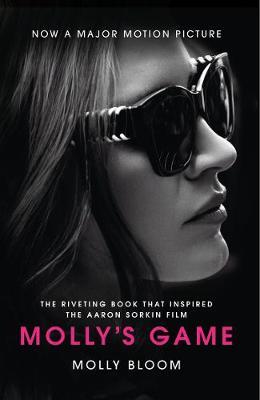 NOW A MAJOR MOTION PICTURE
THE RIVETING BOOK THAT INSPIRED
THE AARON SORKIN FILM
MOLLY'S GAME
MOLLY BLOOM